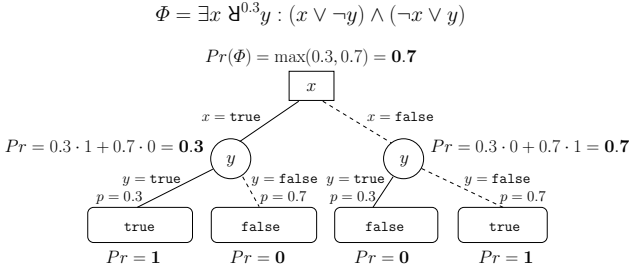 Φ = ∃x ꓤ^0.3 y : (x ∨ ¬y) ∧ (¬x ∨ y)
Pr(Φ) = max(0.3, 0.7) = 0.7
x
x = true x = false
Pr = 0.3 · 1 + 0.7 · 0 = 0.3 y y Pr = 0.3 · 0 + 0.7 · 1 = 0.7
y = true y = false y = true y = false
p = 0.3 p = 0.7 p = 0.3 p = 0.7
true false false true
Pr = 1 Pr = 0 Pr = 0 Pr = 1